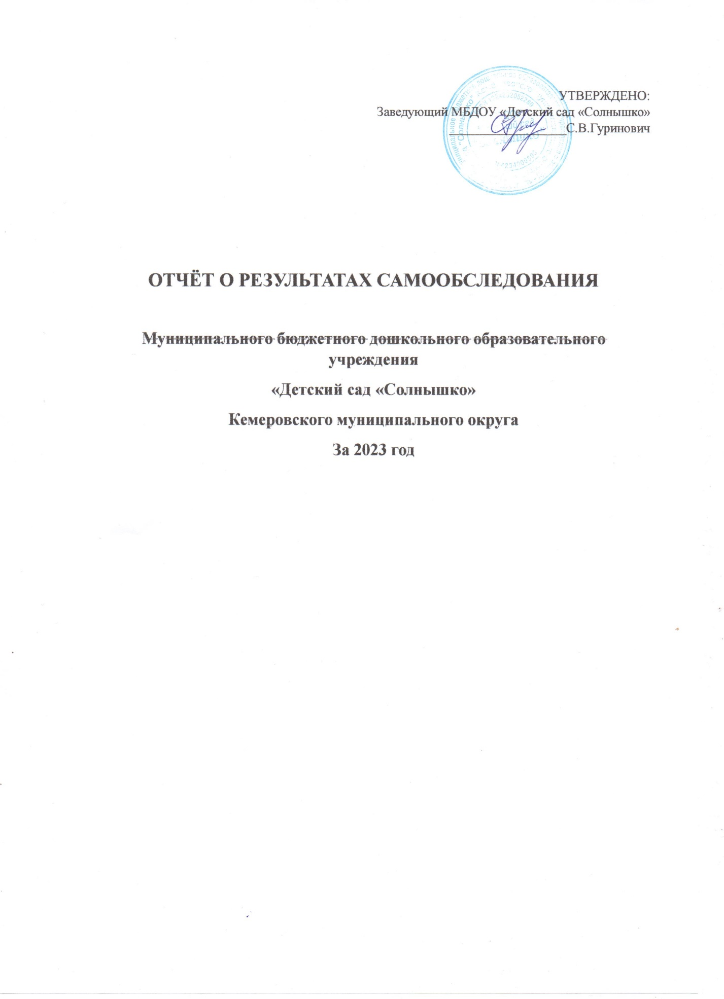 УТВЕРЖДЕНО:
Заведующий МБДОУ «Детский сад «Солнышко»
С.В.Гуринович
ОТЧЁТ О РЕЗУЛЬТАТАХ САМООБСЛЕДОВАНИЯ
Муниципального бюджетного дошкольного образовательного
учреждения
«Детский сад «Солнышко»
Кемеровского муниципального округа
За 2023 год